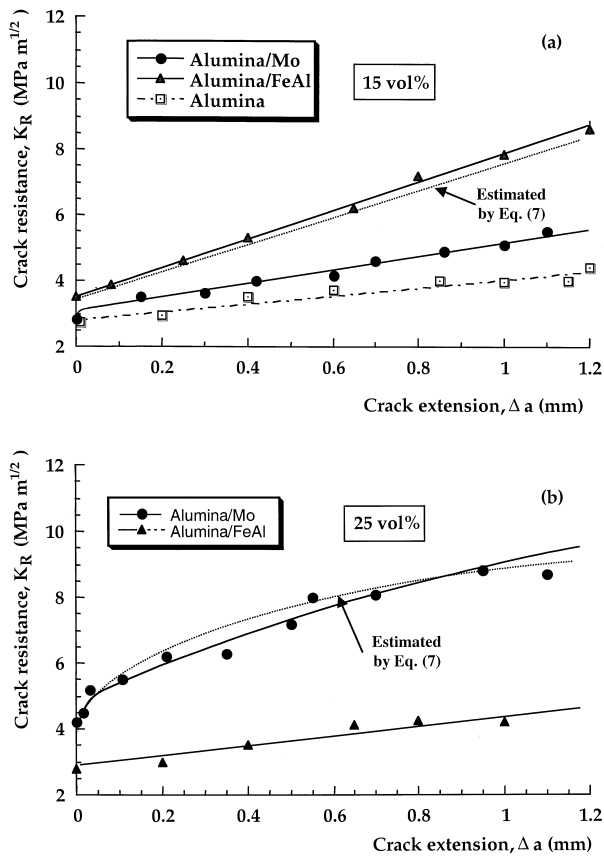 12
10
8
6
4
2
Crack resistance, K_R (MPa m^1/2)
(a)
Alumina/Mo
Alumina/FeAl
Alumina
15 vol%
Estimated
by Eq. (7)
0 0.2 0.4 0.6 0.8 1 1.2
Crack extension, Δ a (mm)
12
10
8
6
4
2
Crack resistance, K_R (MPa m^1/2)
(b)
Alumina/Mo
Alumina/FeAl
25 vol%
Estimated
by Eq. (7)
0 0.2 0.4 0.6 0.8 1 1.2
Crack extension, Δ a (mm)